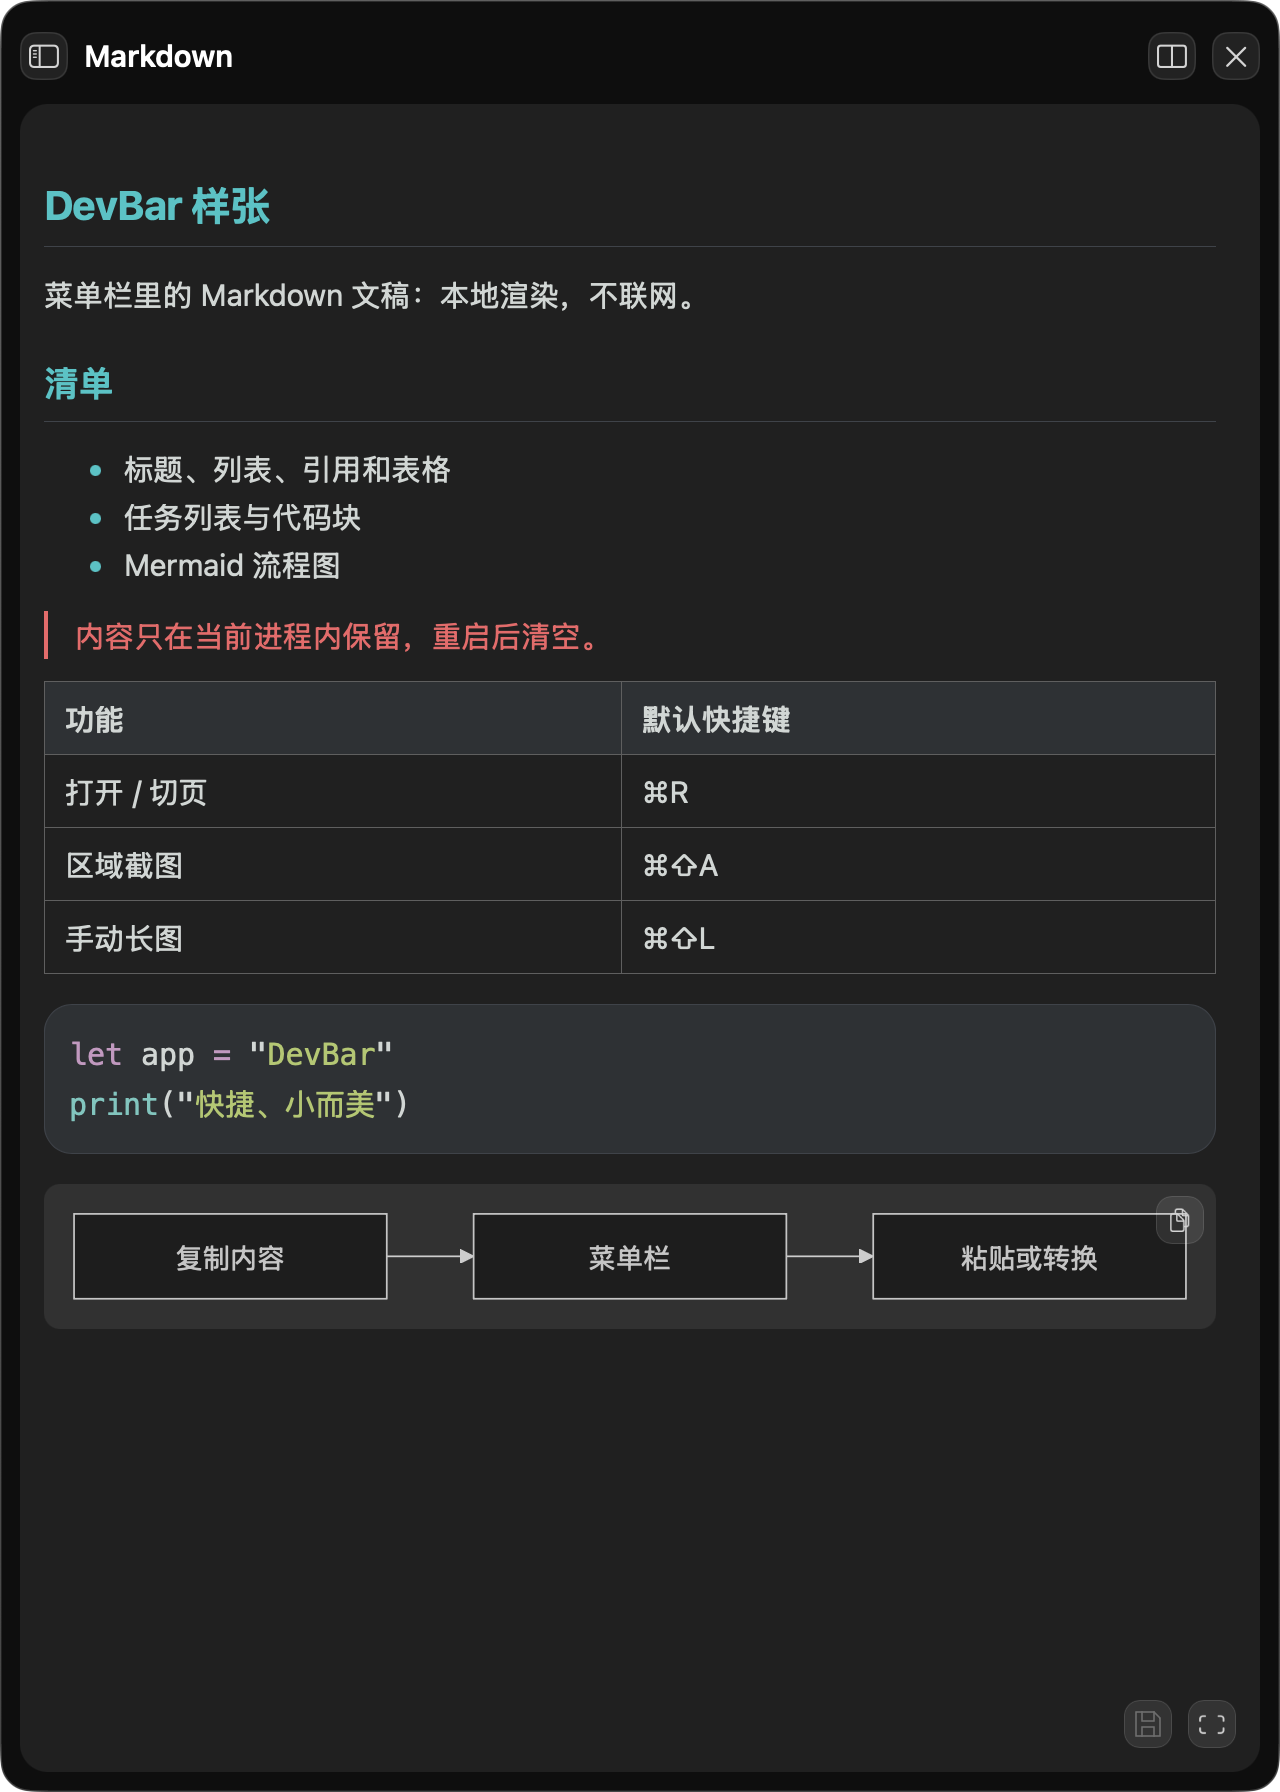 Markdown
DevBar 样张
菜单栏里的 Markdown 文稿：本地渲染，不联网。
清单
标题、列表、引用和表格
任务列表与代码块
Mermaid 流程图
内容只在当前进程内保留，重启后清空。
功能 默认快捷键
打开 / 切页 ⌘R
区域截图 ⌘⇧A
手动长图 ⌘⇧L
let app = "DevBar"
print("快捷、小而美")
复制内容 菜单栏 粘贴或转换